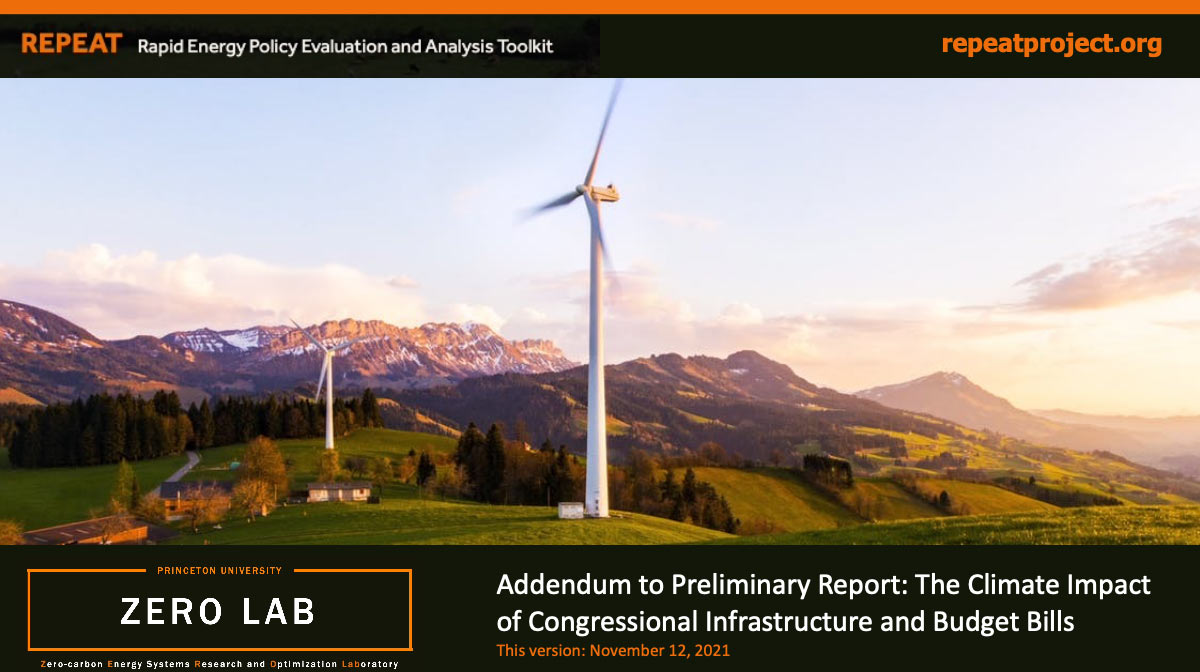 REPEAT Rapid Energy Policy Evaluation and Analysis Toolkit
repeatproject.org
PRINCETON UNIVERSITY
ZERO LAB
Zero-carbon Energy Systems Research and Optimization Laboratory
Addendum to Preliminary Report: The Climate Impact
of Congressional Infrastructure and Budget Bills
This version: November 12, 2021